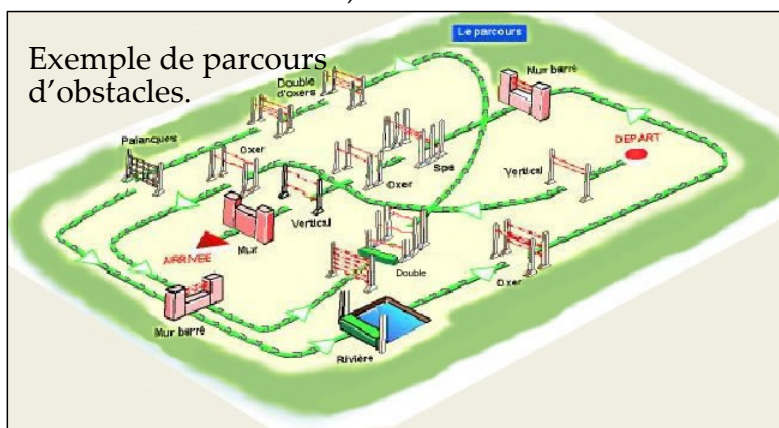 Le parcours
Exemple de parcours
d’obstacles.
Mur barré
Double
d'oxers
Palanques
Oxer
DEPART
Spa
Oxer
Vertical
Vertical
Mur
ARRIVEE
Double
Oxer
Mur barré
Rivière